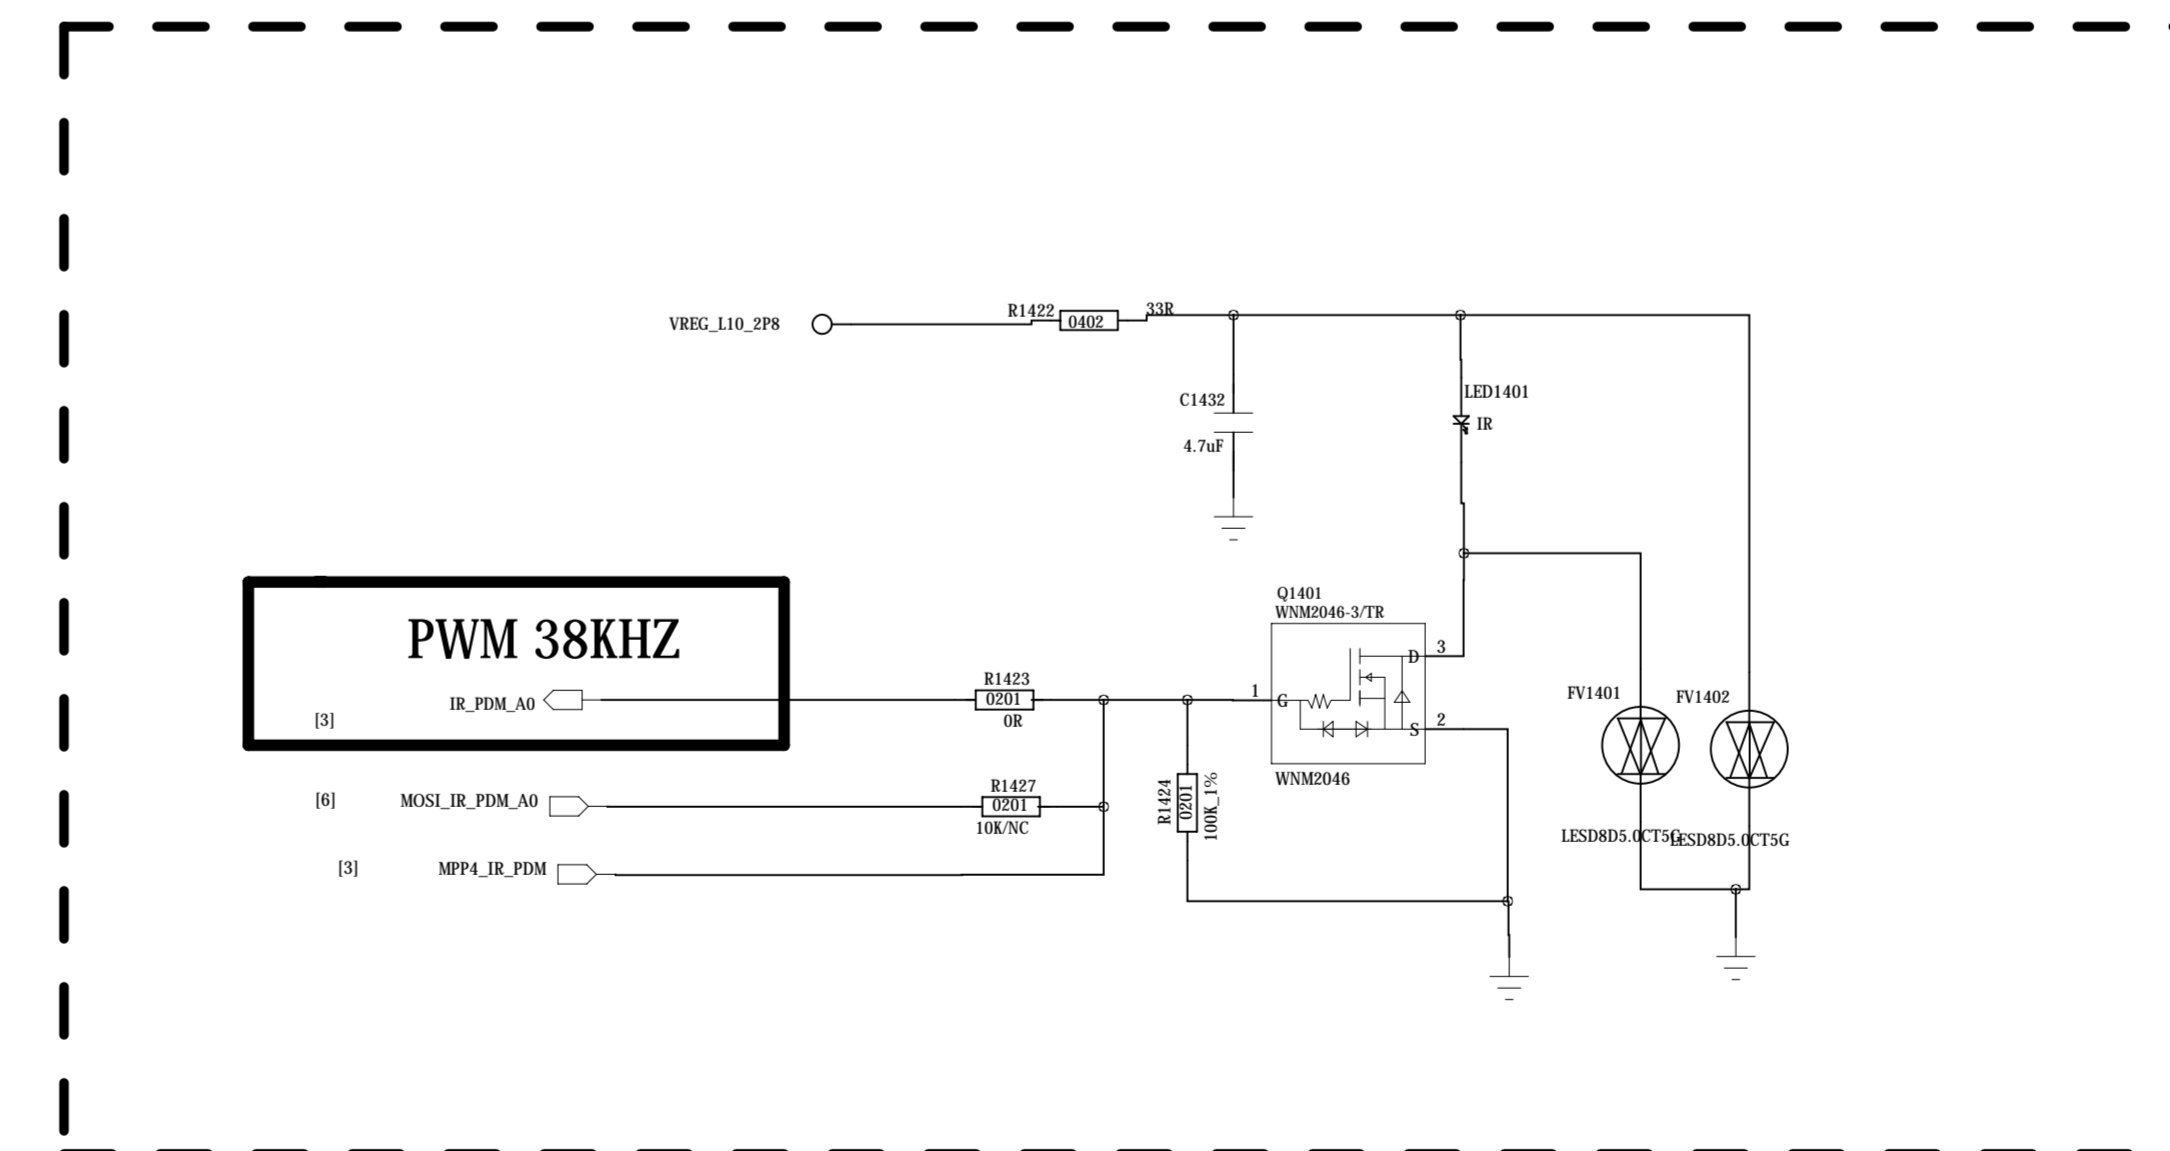 R1422
33R
VREG_L10_2P8
0402
C1432
4.7uF
LED1401
IR
PWM 38KHZ
IR_PDM_A0
[3]
R1423
0201
0R
Q1401
WNM2046-3/TR
1
G
D
3
S
2
WNM2046
[6]
MOSI_IR_PDM_A0
R1427
0201
10K/NC
R1424
0201
100K_1%
[3]
MPP4_IR_PDM
FV1401
FV1402
LESD8D5.0CT5G
LESD8D5.0CT5G